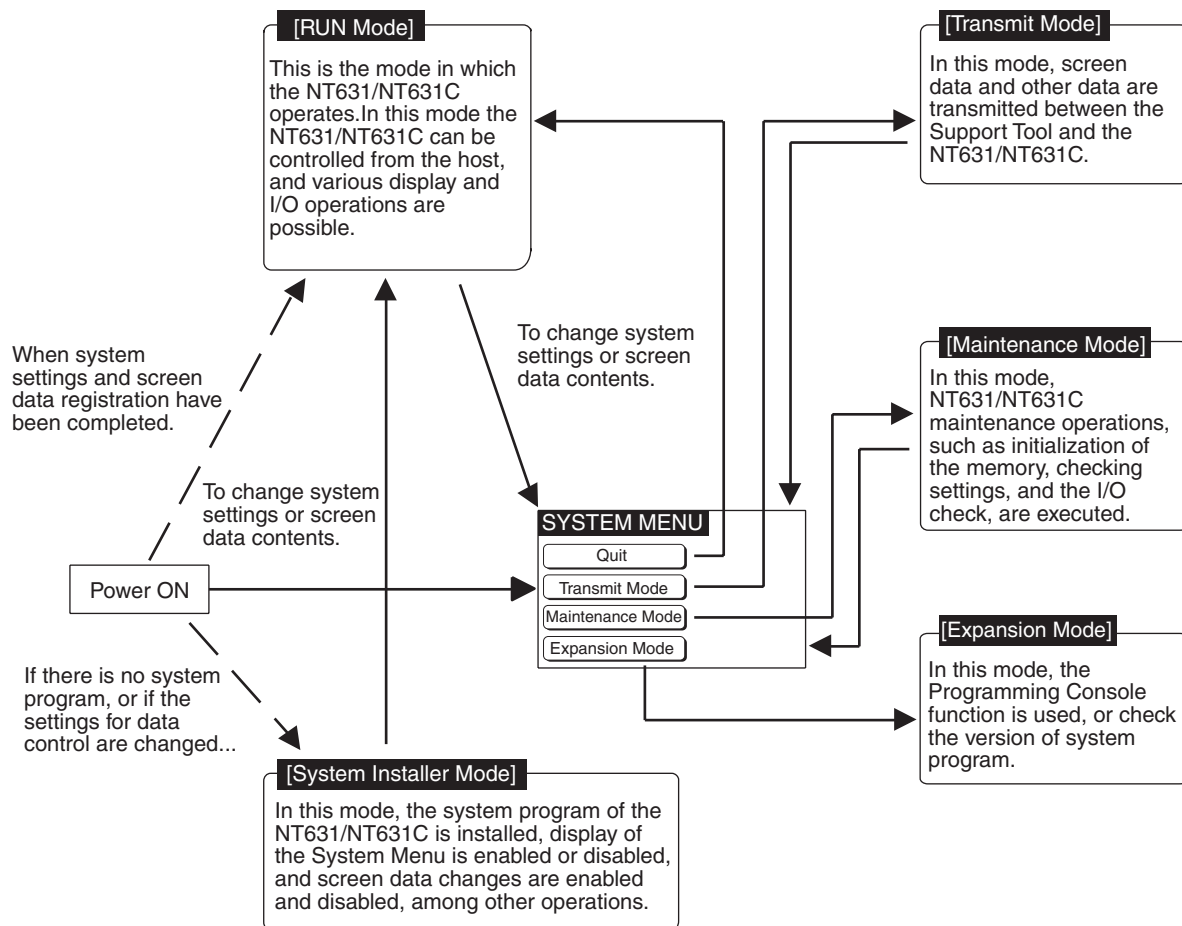 [RUN Mode]
This is the mode in which
the NT631/NT631C
operates.In this mode the
NT631/NT631C can be
controlled from the host,
and various display and
I/O operations are
possible.
[Transmit Mode]
In this mode, screen
data and other data are
transmitted between the
Support Tool and the
NT631/NT631C.
When system
settings and screen
data registration have
been completed.
To change system
settings or screen
data contents.
[Maintenance Mode]
In this mode,
NT631/NT631C
maintenance operations,
such as initialization of
the memory, checking
settings, and the I/O
check, are executed.
To change system
settings or screen
data contents.
Power ON
SYSTEM MENU
Quit
Transmit Mode
Maintenance Mode
Expansion Mode
[Expansion Mode]
In this mode, the
Programming Console
function is used, or check
the version of system
program.
If there is no system
program, or if the
settings for data
control are changed...
[System Installer Mode]
In this mode, the system program of the
NT631/NT631C is installed, display of
the System Menu is enabled or disabled,
and screen data changes are enabled
and disabled, among other operations.